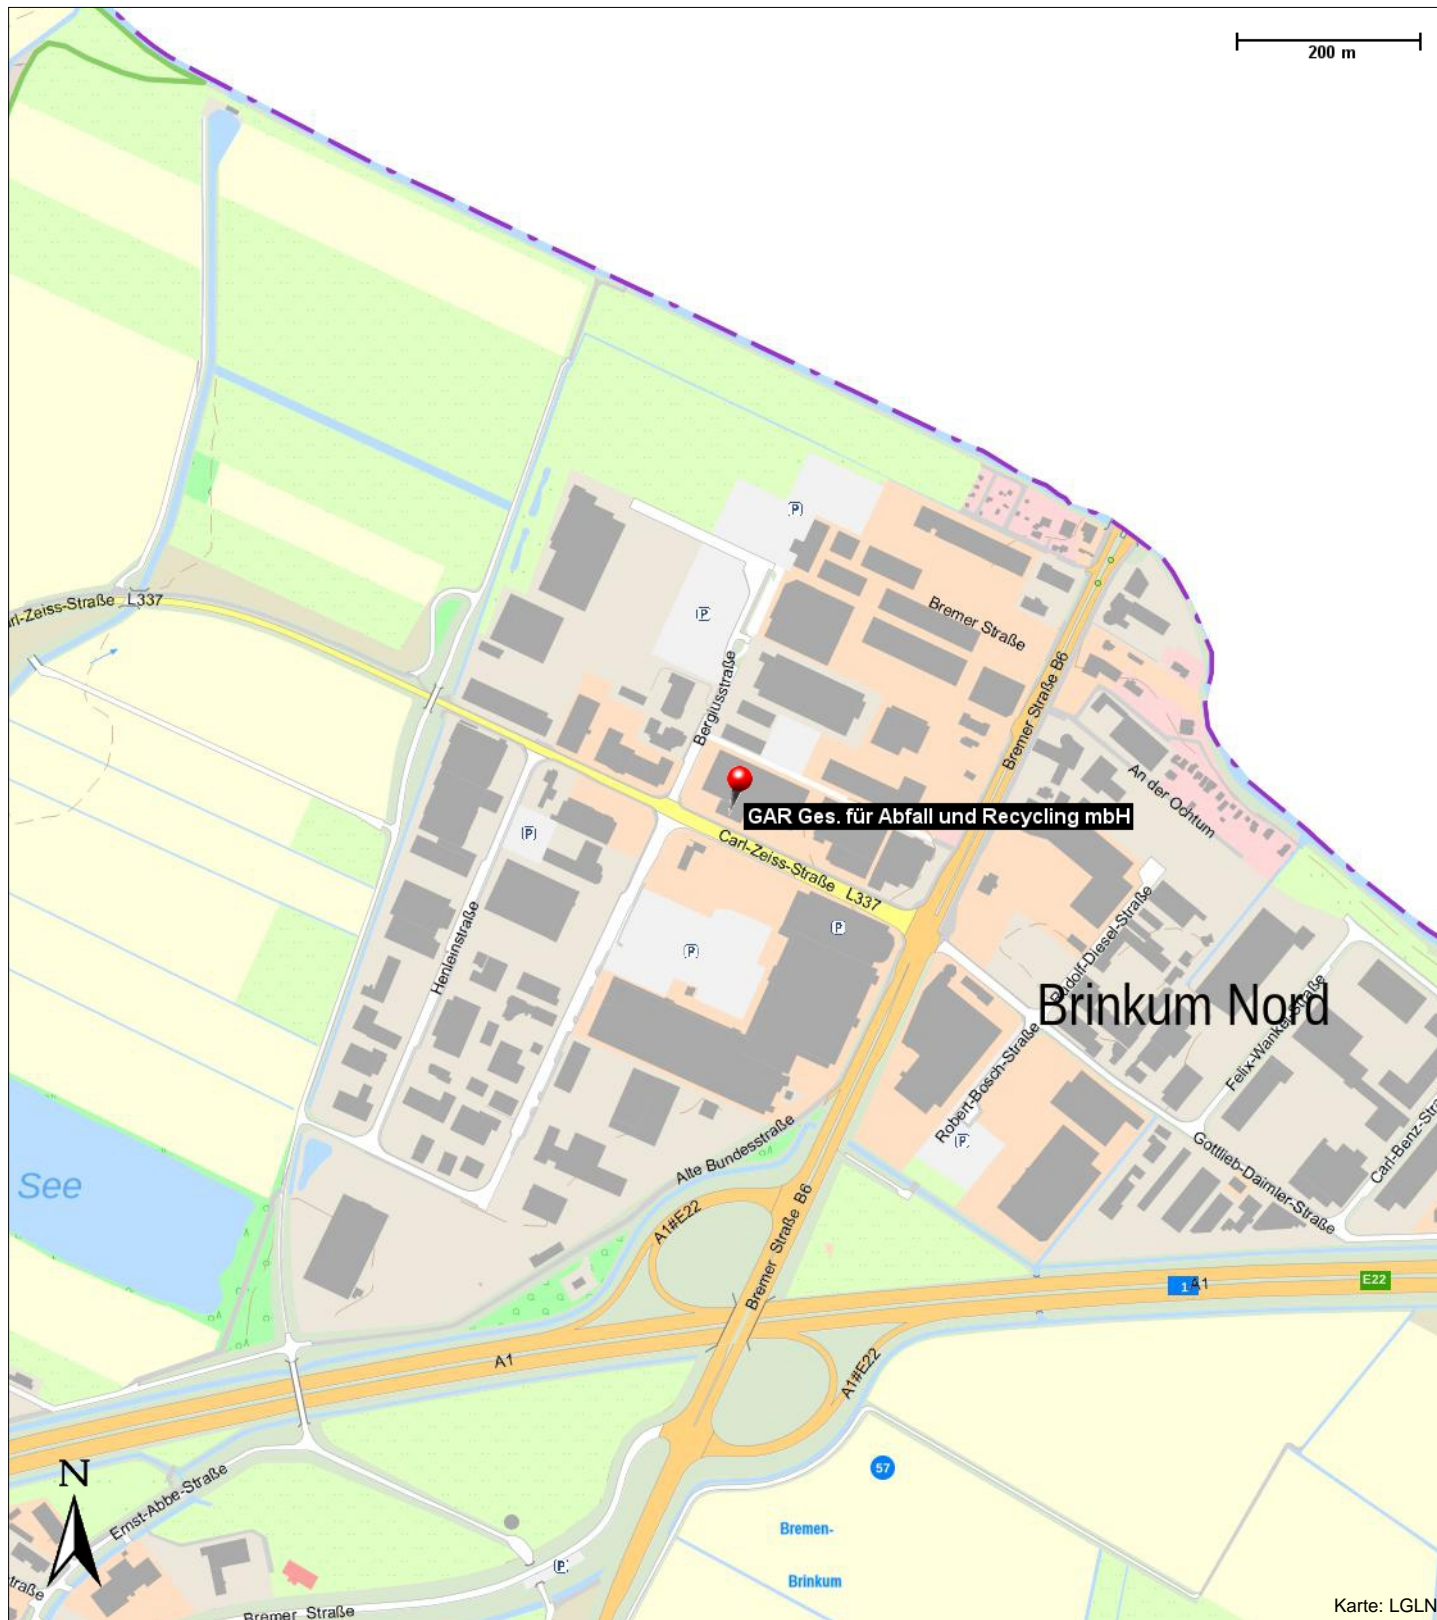 200 m
Carl-Zeiss-Straße L337
Bremer Straße
Bergiusstraße
Bremer Straße B6
An der Ochtum
GAR Ges. für Abfall und Recycling mbH
Carl-Zeiss-Straße L337
P
P
P
P
P
P
P
Henleinstraße
Rudolf-Diesel-Straße
Brinkum Nord
Felix-Wankel-Straße
Robert-Bosch-Straße
Carl-Benz-Stra
Gottlieb-Daimler-Straße
Alte Bundesstraße
See
A1#E22
Bremer Straße B6
1
A1
E22
A1
A1#E22
57
N
Ernst-Abbe-Straße
Bremen-
Brinkum
traße
Bremer Straße
Karte: LGLN